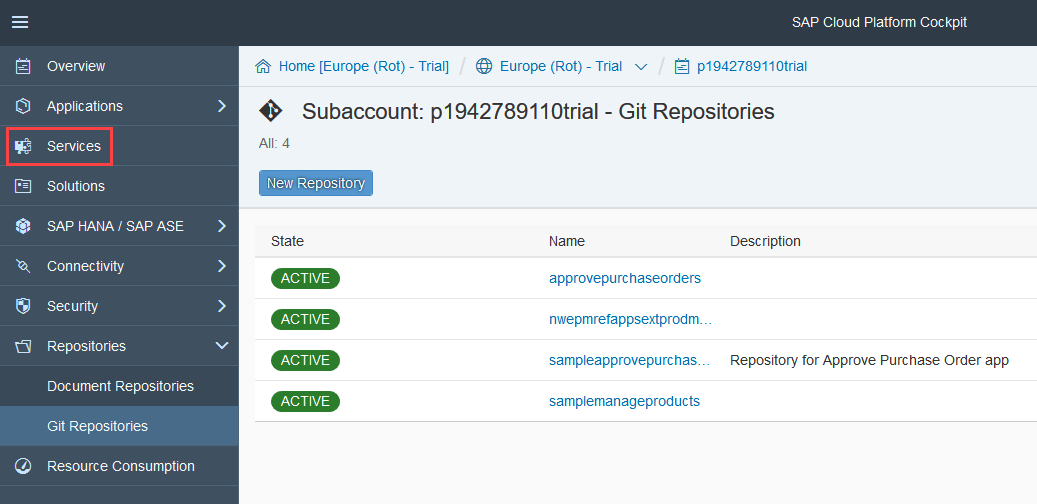 SAP Cloud Platform Cockpit
Overview
Applications
Services
Solutions
SAP HANA / SAP ASE
Connectivity
Security
Repositories
Document Repositories
Git Repositories
Resource Consumption
Home [Europe (Rot) - Trial] / Europe (Rot) - Trial / p1942789110trial
Subaccount: p1942789110trial - Git Repositories
All: 4
New Repository
State Name Description
ACTIVE approvepurchaseorders
ACTIVE nwepmrefappsextprodm…
ACTIVE sampleapprovepurchas… Repository for Approve Purchase Order app
ACTIVE samplemanageproducts